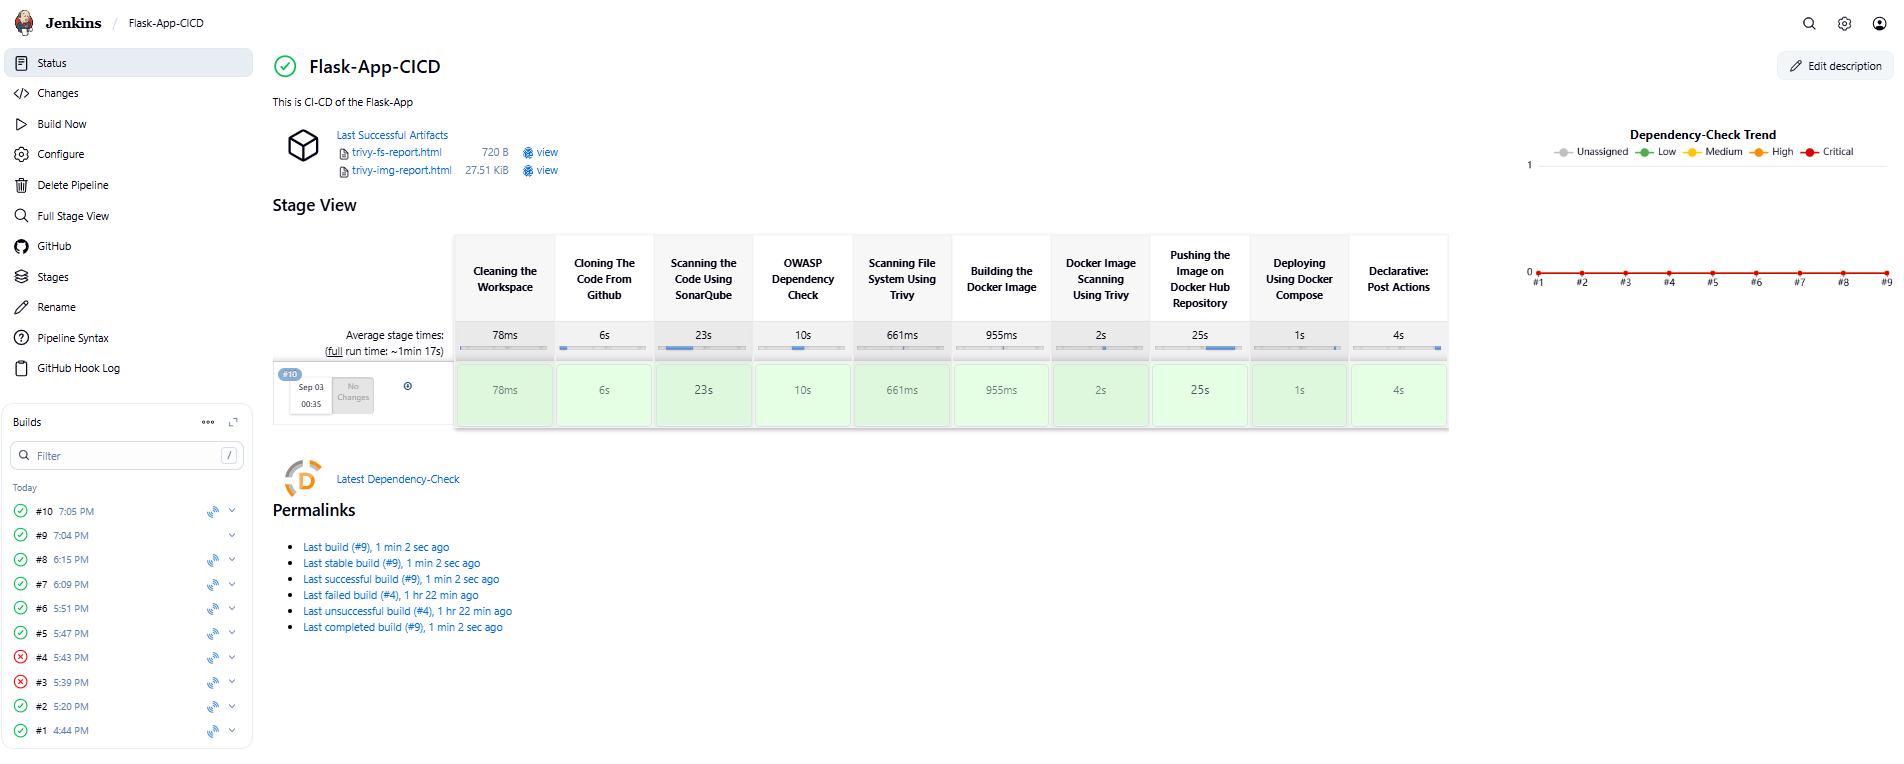 Jenkins / Flask-App-CICD
Status
Changes
Build Now
Configure
Delete Pipeline
Full Stage View
GitHub
Stages
Rename
Pipeline Syntax
GitHub Hook Log
Builds
Filter /
Today
#10 7:05 PM
#9 7:04 PM
#8 6:15 PM
#7 6:09 PM
#6 5:51 PM
#5 5:47 PM
#4 5:43 PM
#3 5:39 PM
#2 5:20 PM
#1 4:44 PM
Flask-App-CICD
Edit description
This is CI-CD of the Flask-App
Last Successful Artifacts
trivy-fs-report.html 720 B view
trivy-img-report.html 27.51 KiB view
Stage View
Cleaning the
Workspace
Cloning The
Code From
Github
Scanning the
Code Using
SonarQube
OWASP
Dependency
Check
Scanning File
System Using
Trivy
Building the
Docker Image
Docker Image
Scanning
Using Trivy
Pushing the
Image on
Docker Hub
Repository
Deploying
Using Docker
Compose
Declarative:
Post Actions
Average stage times:
(full run time: ~1min 17s)
78ms 6s 23s 10s 661ms 955ms 2s 25s 1s 4s
#10
Sep 03
00:35
No
Changes
78ms 6s 23s 10s 661ms 955ms 2s 25s 1s 4s
D
Latest Dependency-Check
Permalinks
Last build (#9), 1 min 2 sec ago
Last stable build (#9), 1 min 2 sec ago
Last successful build (#9), 1 min 2 sec ago
Last failed build (#4), 1 hr 22 min ago
Last unsuccessful build (#4), 1 hr 22 min ago
Last completed build (#9), 1 min 2 sec ago
Dependency-Check Trend
Unassigned Low Medium High Critical
1
0
#1 #2 #3 #4 #5 #6 #7 #8 #9